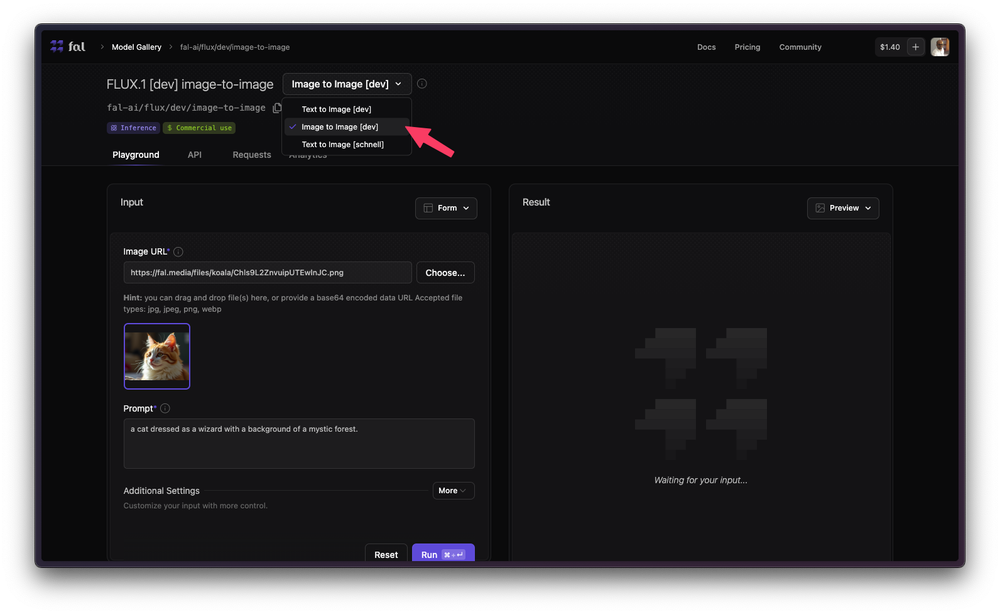 fal
Model Gallery
fal-ai/flux/dev/image-to-image
Docs
Pricing
Community
$1.40 +
FLUX.1 [dev] image-to-image
Image to Image [dev]
fal-ai/flux/dev/image-to-image
Text to Image [dev]
Image to Image [dev]
Text to Image [schnell]
Inference
$ Commercial use
Playground
API
Requests
Analytics
Input
Form
Image URL*
https://fal.media/files/koala/Chls9L2ZnvuipUTEwlnJC.png
Choose...
Hint: you can drag and drop file(s) here, or provide a base64 encoded data URL Accepted file
types: jpg, jpeg, png, webp
Prompt*
a cat dressed as a wizard with a background of a mystic forest.
Additional Settings
More
Customize your input with more control.
Reset
Run ⌘+↵
Result
Preview
Waiting for your input...